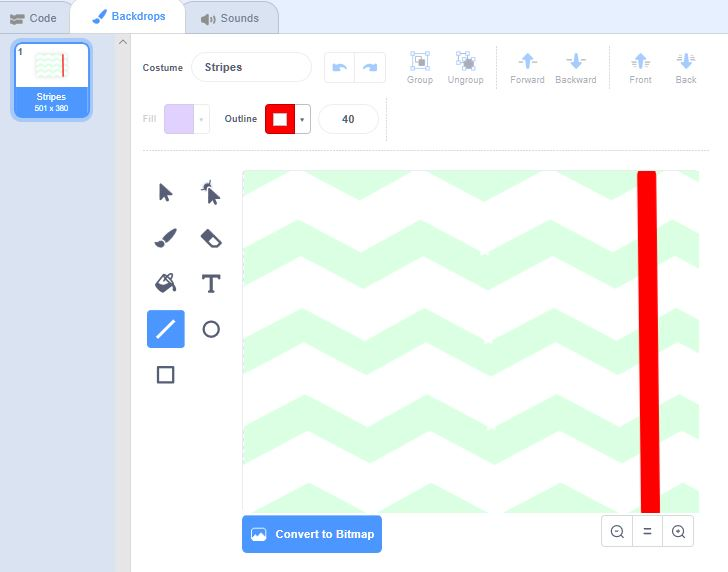 Code
Backdrops
Sounds
1
Stripes
501 x 360
Costume
Stripes
Group
Ungroup
Forward
Backward
Front
Back
Fill
Outline
40
T
Convert to Bitmap